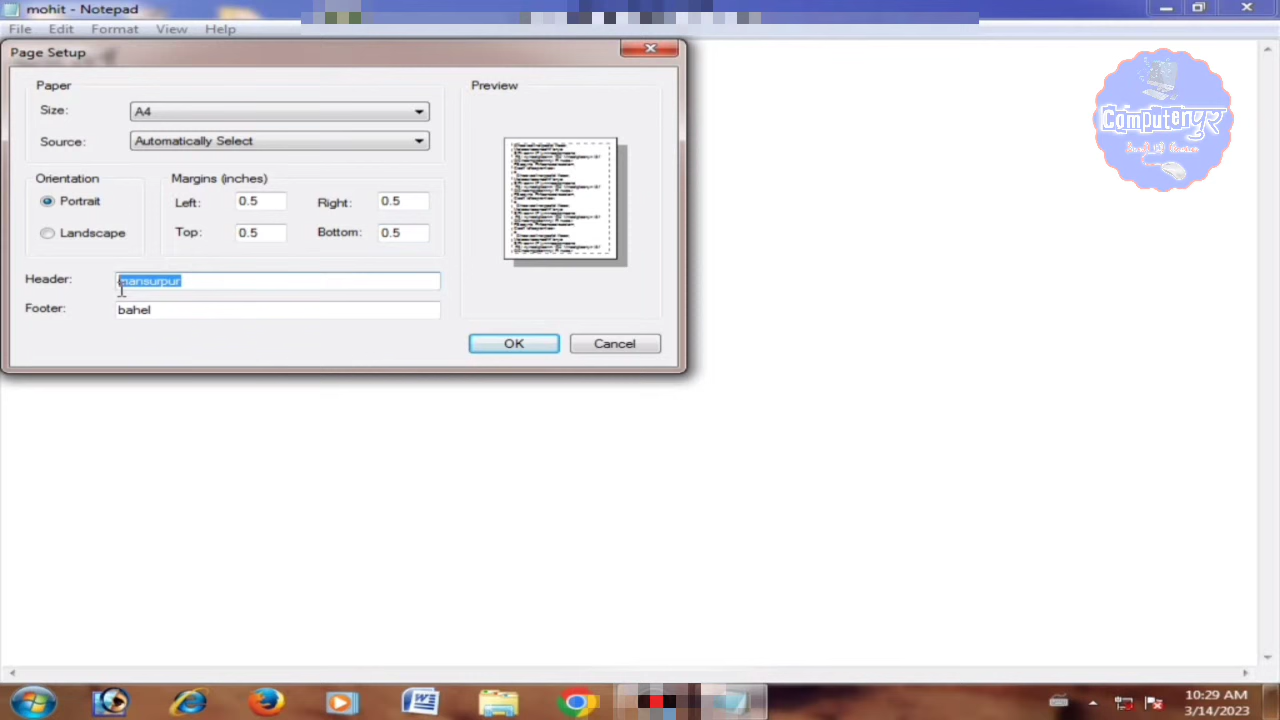 mohit - Notepad
File Edit Format View Help
Page Setup
Paper
Size: A4
Source: Automatically Select
Preview
Orientation
Portrait
Landscape
Margins (inches)
Left: 0.5 Right: 0.5
Top: 0.5 Bottom: 0.5
Header: mansurpur
Footer: bahel
OK Cancel
Computeगुर
10:29 AM
3/14/2023